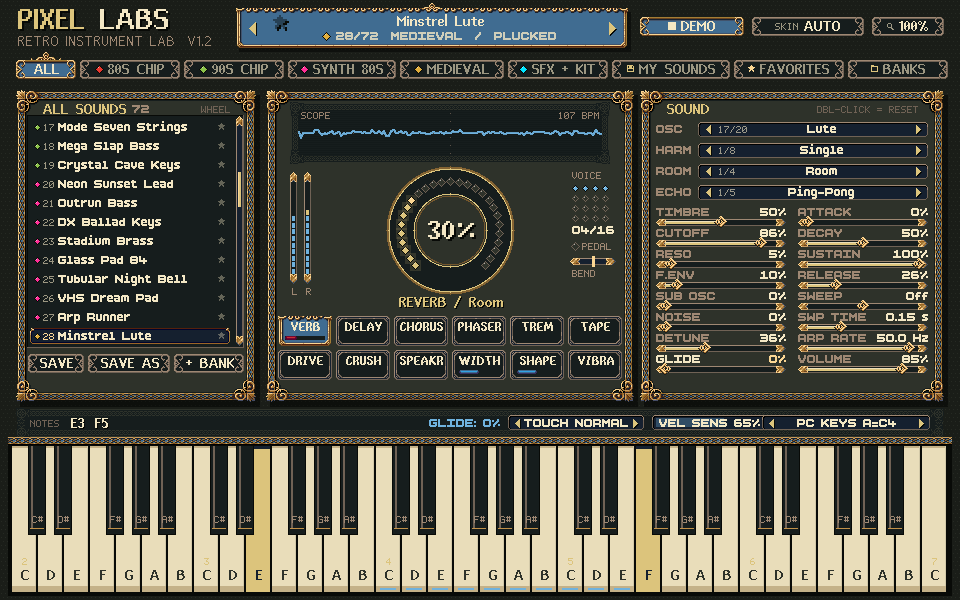 PIXEL LABS
RETRO INSTRUMENT LAB V1.2
Minstrel Lute
28/72 MEDIEVAL / PLUCKED
DEMO
SKIN AUTO
100%
ALL
80S CHIP
90S CHIP
SYNTH 80S
MEDIEVAL
SFX + KIT
MY SOUNDS
FAVORITES
BANKS
ALL SOUNDS 72 WHEEL
17 Mode Seven Strings
18 Mega Slap Bass
19 Crystal Cave Keys
20 Neon Sunset Lead
21 Outrun Bass
22 DX Ballad Keys
23 Stadium Brass
24 Glass Pad 84
25 Tubular Night Bell
26 VHS Dream Pad
27 Arp Runner
28 Minstrel Lute
SAVE
SAVE AS
+ BANK
SCOPE 107 BPM
L R
30%
REVERB / Room
VOICE
04/16
PEDAL
BEND
VERB DELAY CHORUS PHASER TREM TAPE
DRIVE CRUSH SPEAKR WIDTH SHAPE VIBRA
SOUND DBL-CLICK = RESET
OSC 17/20 Lute
HARM 1/8 Single
ROOM 1/4 Room
ECHO 1/5 Ping-Pong
TIMBRE 50% ATTACK 0%
CUTOFF 86% DECAY 50%
RESO 5% SUSTAIN 100%
F.ENV 10% RELEASE 26%
SUB OSC 0% SWEEP Off
NOISE 0% SWP TIME 0.15 s
DETUNE 36% ARP RATE 50.0 Hz
GLIDE 0% VOLUME 85%
NOTES E3 F5
GLIDE: 0%
TOUCH NORMAL
VEL SENS 65%
PC KEYS A=C4
C# D# F# G# A# C# D# F# G# A# C# D# F# G# A# C# D# F# G# A# C# D# F# G# A#
2 3 4 5 6 7
C D E F G A B C D E F G A B C D E F G A B C D E F G A B C D E F G A B C